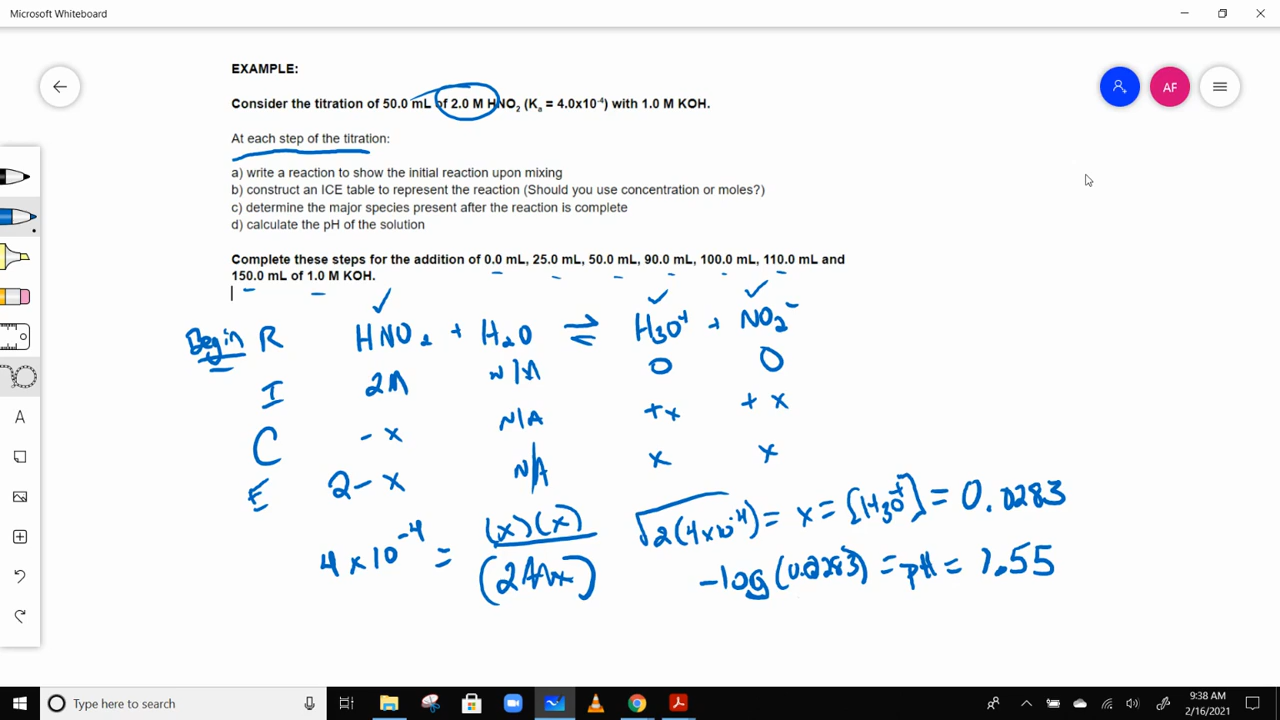 Microsoft Whiteboard
EXAMPLE:
Consider the titration of 50.0 mL of 2.0 M HNO₂ (Kₐ = 4.0x10⁻⁴) with 1.0 M KOH.
AF
At each step of the titration:
a) write a reaction to show the initial reaction upon mixing
b) construct an ICE table to represent the reaction (Should you use concentration or moles?)
c) determine the major species present after the reaction is complete
d) calculate the pH of the solution
Complete these steps for the addition of 0.0 mL, 25.0 mL, 50.0 mL, 90.0 mL, 100.0 mL, 110.0 mL and
150.0 mL of 1.0 M KOH.
Begin R HNO₂ + H₂O ⇌ H₃O⁺ + NO₂⁻
I 2M N/A 0 0
C -x N/A +x +x
E 2-x N/A x x
4x10⁻⁴ = (x)(x) / (2-x)
√2(4x10⁻⁴) = x = [H₃O⁺] = 0.0283
-log(0.0283) = pH = 1.55
A
Type here to search
9:38 AM
2/16/2021